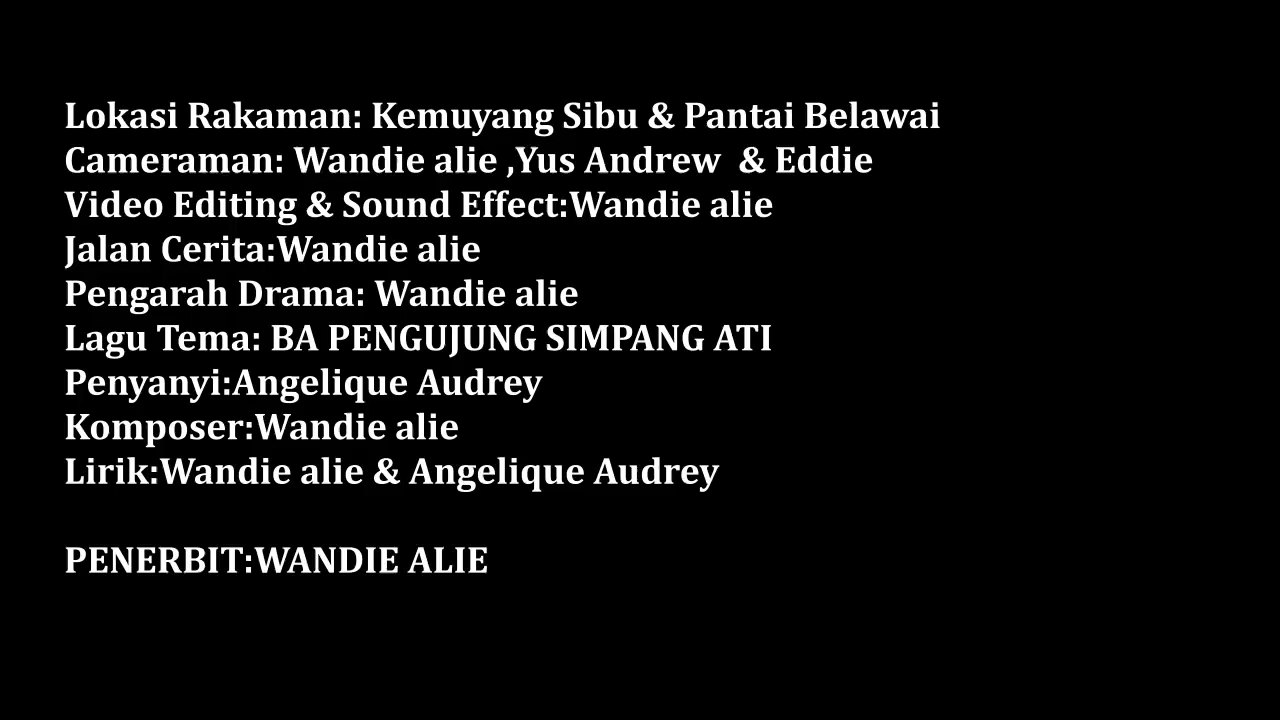 Lokasi Rakaman: Kemuyang Sibu & Pantai Belawai
Cameraman: Wandie alie ,Yus Andrew  & Eddie
Video Editing & Sound Effect:Wandie alie
Jalan Cerita:Wandie alie
Pengarah Drama: Wandie alie
Lagu Tema: BA PENGUJUNG SIMPANG ATI
Penyanyi:Angelique Audrey
Komposer:Wandie alie
Lirik:Wandie alie & Angelique Audrey
PENERBIT:WANDIE ALIE